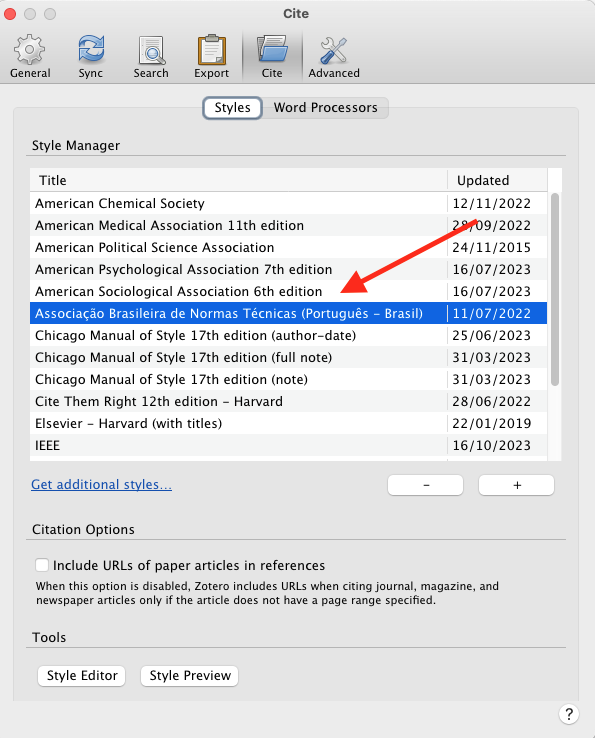 Cite
General Sync Search Export Cite Advanced
Styles Word Processors
Style Manager
Title Updated
American Chemical Society 12/11/2022
American Medical Association 11th edition 28/09/2022
American Political Science Association 24/11/2015
American Psychological Association 7th edition 16/07/2023
American Sociological Association 6th edition 16/07/2023
Associação Brasileira de Normas Técnicas (Português - Brasil) 11/07/2022
Chicago Manual of Style 17th edition (author-date) 25/06/2023
Chicago Manual of Style 17th edition (full note) 31/03/2023
Chicago Manual of Style 17th edition (note) 31/03/2023
Cite Them Right 12th edition - Harvard 28/06/2022
Elsevier - Harvard (with titles) 22/01/2019
IEEE 16/10/2023
Get additional styles... - +
Citation Options
Include URLs of paper articles in references
When this option is disabled, Zotero includes URLs when citing journal, magazine, and
newspaper articles only if the article does not have a page range specified.
Tools
Style Editor Style Preview
?